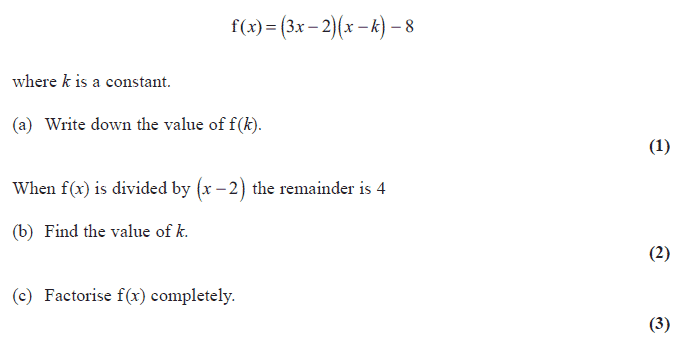 f(x) = (3x – 2)(x – k) – 8
where k is a constant.
(a) Write down the value of f(k).
(1)
When f(x) is divided by (x – 2) the remainder is 4
(b) Find the value of k.
(2)
(c) Factorise f(x) completely.
(3)